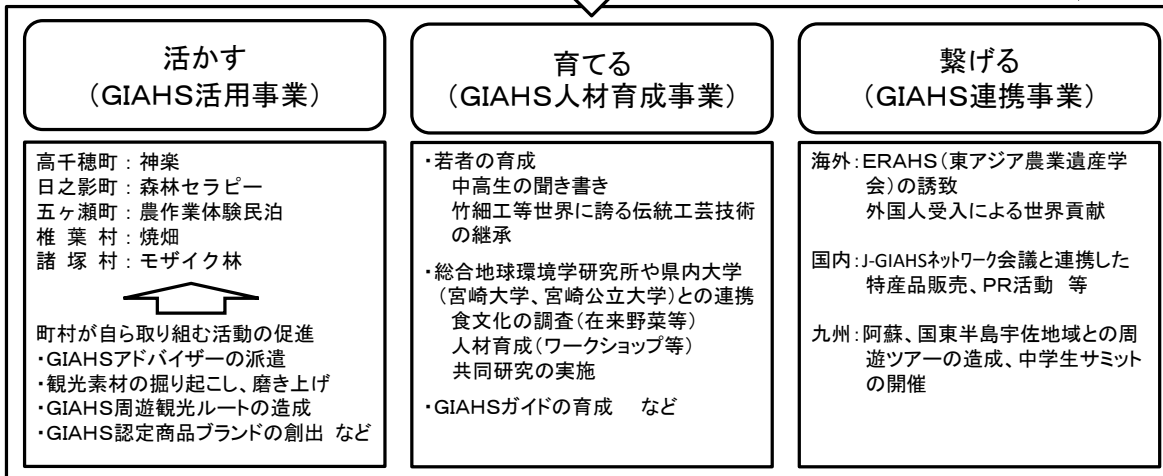 活かす
（GIAHS活用事業）
高千穂町：神楽
日之影町：森林セラピー
五ヶ瀬町：農作業体験民泊
椎 葉 村：焼畑
諸 塚 村：モザイク林
町村が自ら取り組む活動の促進
・GIAHSアドバイザーの派遣
・観光素材の掘り起こし、磨き上げ
・GIAHS周遊観光ルートの造成
・GIAHS認定商品ブランドの創出 など
育てる
（GIAHS人材育成事業）
・若者の育成
中高生の聞き書き
竹細工等世界に誇る伝統工芸技術
の継承
・総合地球環境学研究所や県内大学
（宮崎大学、宮崎公立大学）との連携
食文化の調査（在来野菜等）
人材育成（ワークショップ等）
共同研究の実施
・GIAHSガイドの育成 など
繋げる
（GIAHS連携事業）
海外：ERAHS（東アジア農業遺産学
会）の誘致
外国人受入による世界貢献
国内：J-GIAHSネットワーク会議と連携した
特産品販売、PR活動 等
九州：阿蘇、国東半島宇佐地域との周
遊ツアーの造成、中学生サミット
の開催